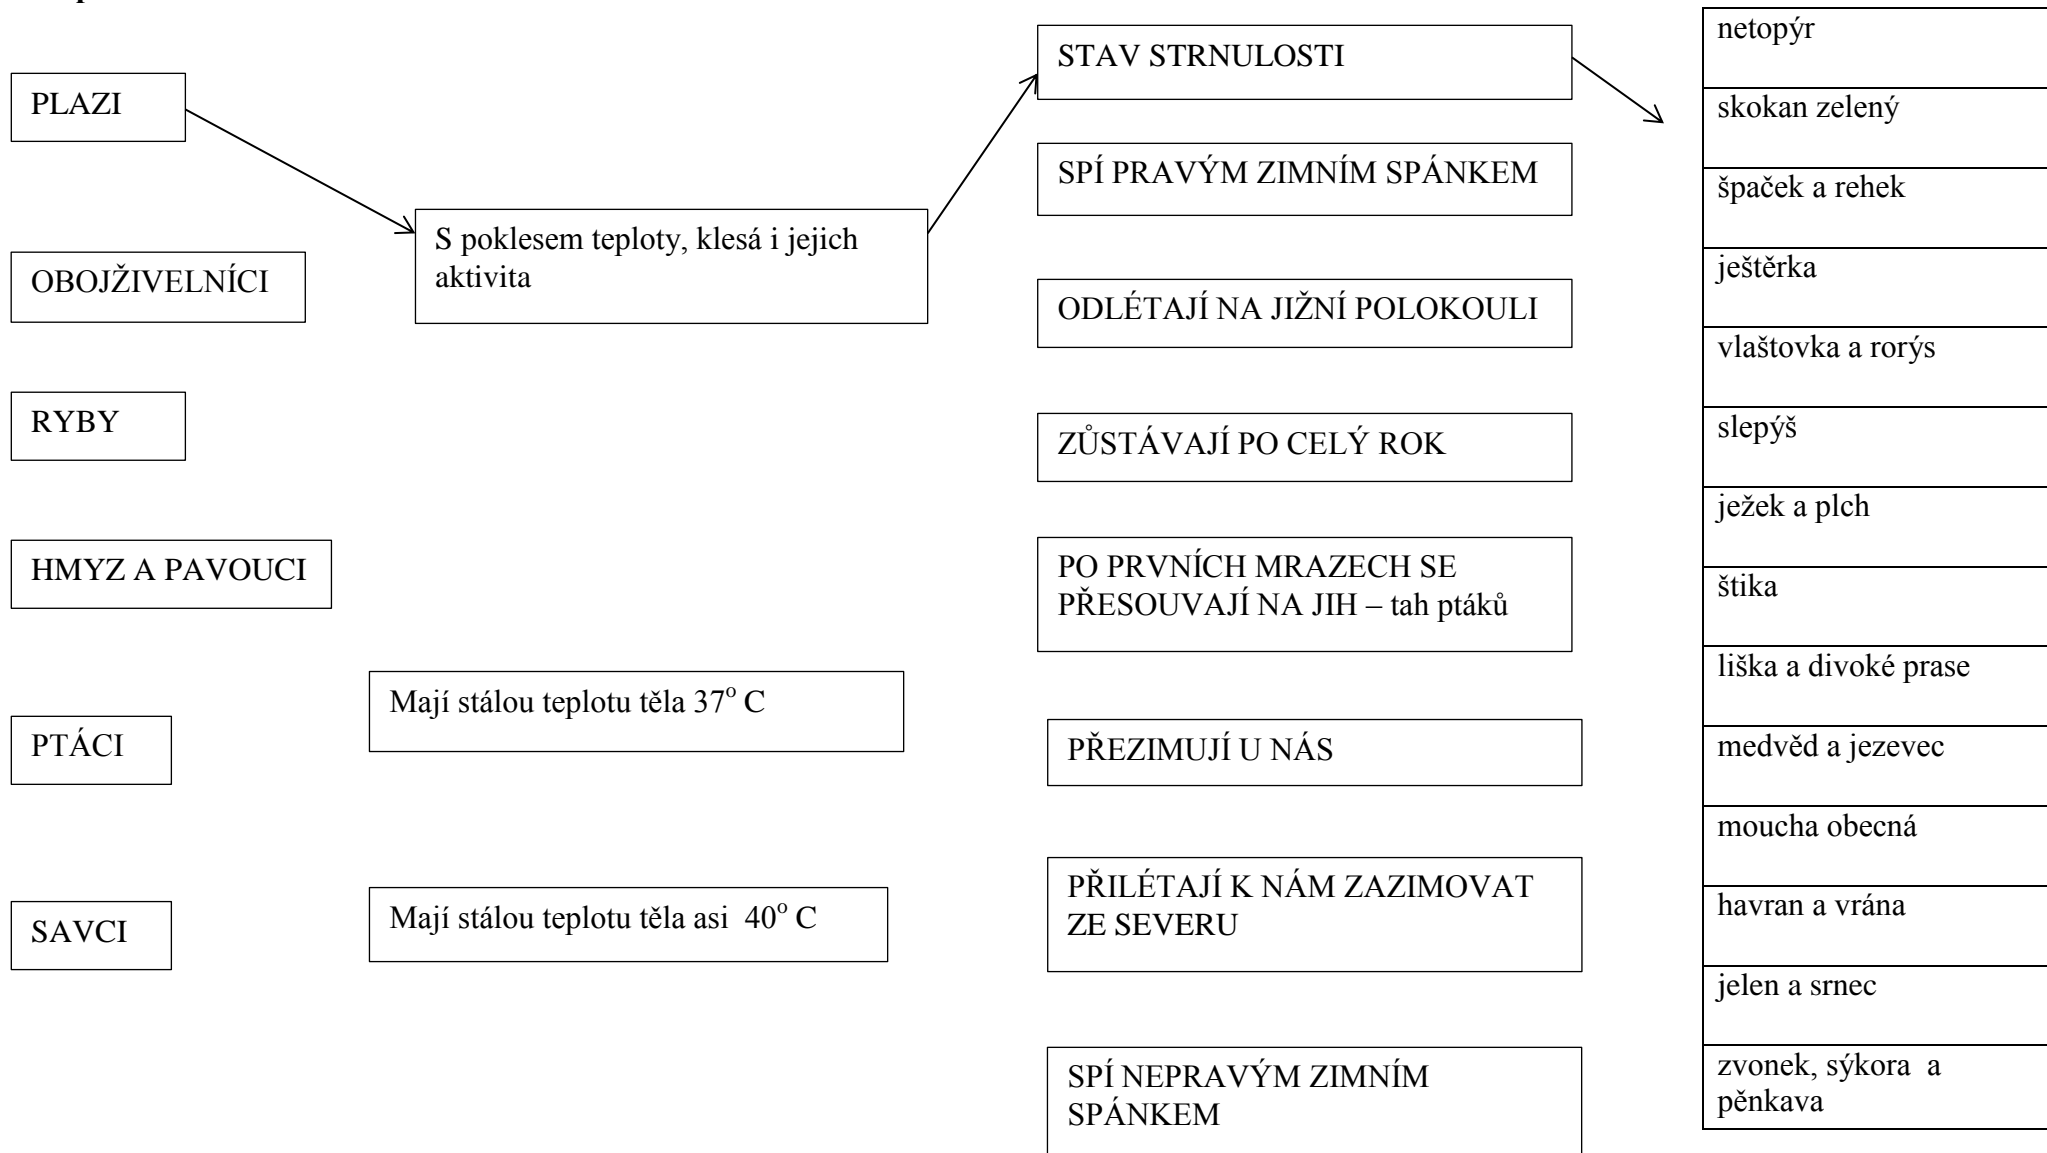 PLAZI
OBOJŽIVELNÍCI
RYBY
HMYZ A PAVOUCI
PTÁCI
SAVCI
S poklesem teploty, klesá i jejich
aktivita
Mají stálou teplotu těla 37° C
Mají stálou teplotu těla asi 40° C
STAV STRNULOSTI
SPÍ PRAVÝM ZIMNÍM SPÁNKEM
ODLÉTAJÍ NA JIŽNÍ POLOKOULI
ZŮSTÁVAJÍ PO CELÝ ROK
PO PRVNÍCH MRAZECH SE
PŘESOUVAJÍ NA JIH – tah ptáků
PŘEZIMUJÍ U NÁS
PŘILÉTAJÍ K NÁM ZAZIMOVAT
ZE SEVERU
SPÍ NEPRAVÝM ZIMNÍM
SPÁNKEM
netopýr
skokan zelený
špaček a rehek
ještěrka
vlaštovka a rorýs
slepýš
ježek a plch
štika
liška a divoké prase
medvěd a jezevec
moucha obecná
havran a vrána
jelen a srnec
zvonek, sýkora a
pěnkava